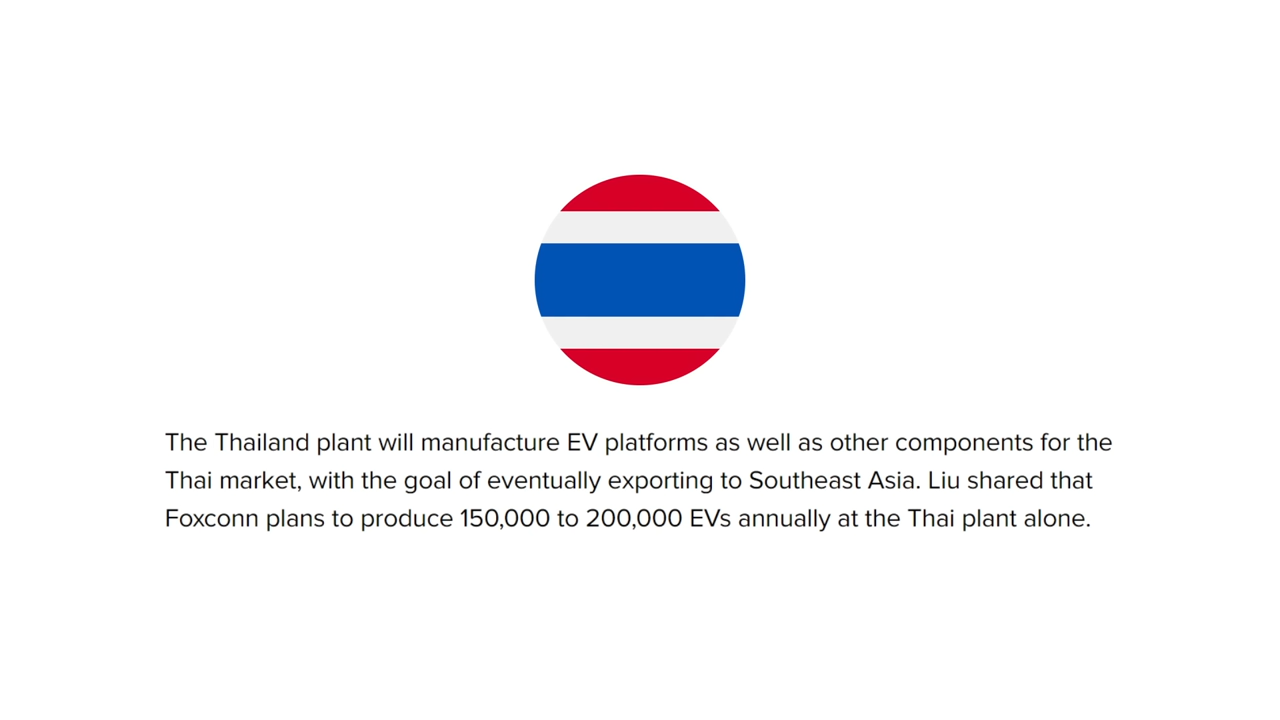 The Thailand plant will manufacture EV platforms as well as other components for the
Thai market, with the goal of eventually exporting to Southeast Asia. Liu shared that
Foxconn plans to produce 150,000 to 200,000 EVs annually at the Thai plant alone.